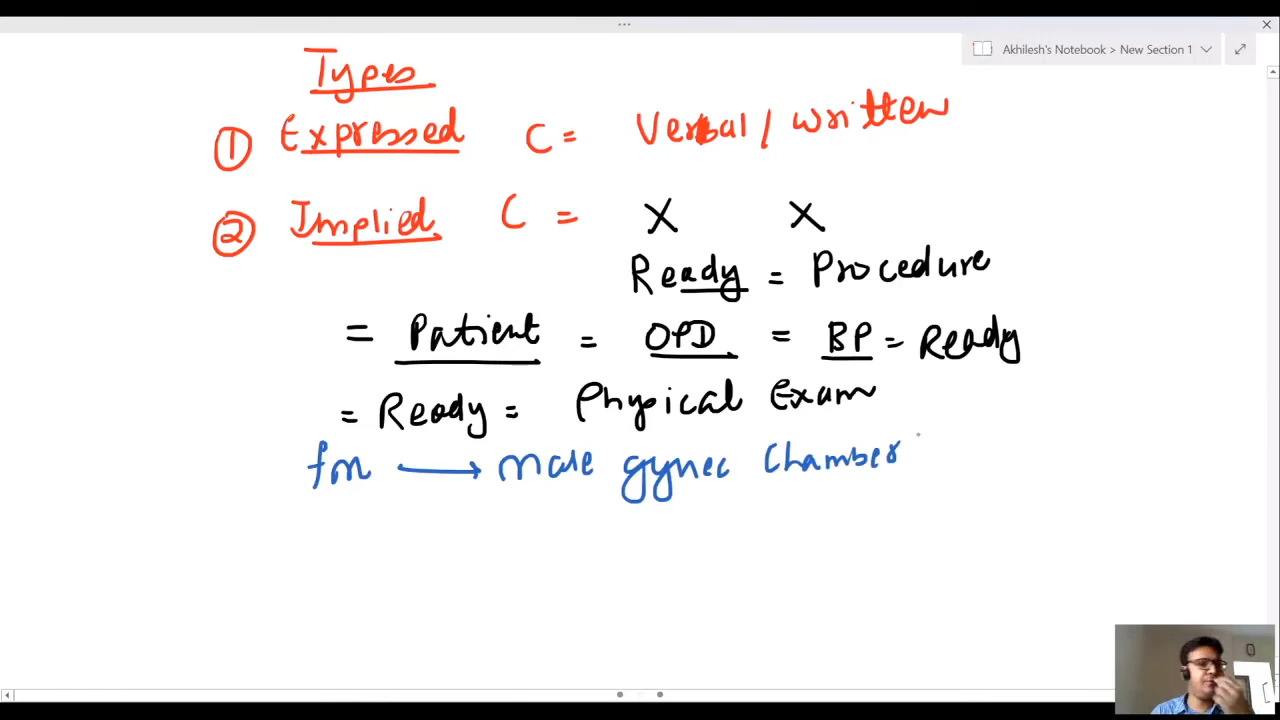 Akhilesh's Notebook > New Section 1
Types
① Expressed C = Verbal / written
② Implied C = X X
Ready = Procedure
= Patient = OPD = BP = Ready
= Ready = Physical Exam
→ male gynec chamber